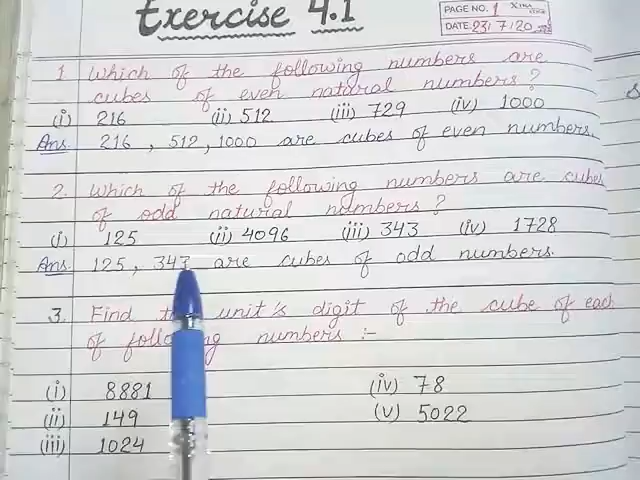 Exercise 4.1
PAGE NO. 1
DATE 23/7/20
1 Which of the following numbers are
cubes of even natural numbers?
(i) 216 (ii) 512 (iii) 729 (iv) 1000
Ans. 216, 512, 1000 are cubes of even numbers.
2. Which of the following numbers are cubes
of odd natural numbers?
(i) 125 (ii) 4096 (iii) 343 (iv) 1728
Ans 125, 343 are cubes of odd numbers.
3. Find unit's digit of the cube of each
of numbers :-
(i) 8881 (iv) 78
(ii) 149 (v) 5022
(iii) 1024